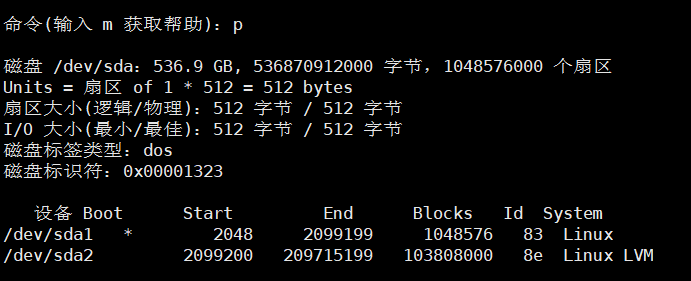 命令(输入 m 获取帮助)：p
磁盘 /dev/sda：536.9 GB, 536870912000 字节，1048576000 个扇区
Units = 扇区 of 1 * 512 = 512 bytes
扇区大小(逻辑/物理)：512 字节 / 512 字节
I/O 大小(最小/最佳)：512 字节 / 512 字节
磁盘标签类型：dos
磁盘标识符：0x00001323
设备 Boot      Start         End      Blocks   Id  System
/dev/sda1   *        2048     2099199     1048576   83  Linux
/dev/sda2         2099200   209715199   103808000   8e  Linux LVM